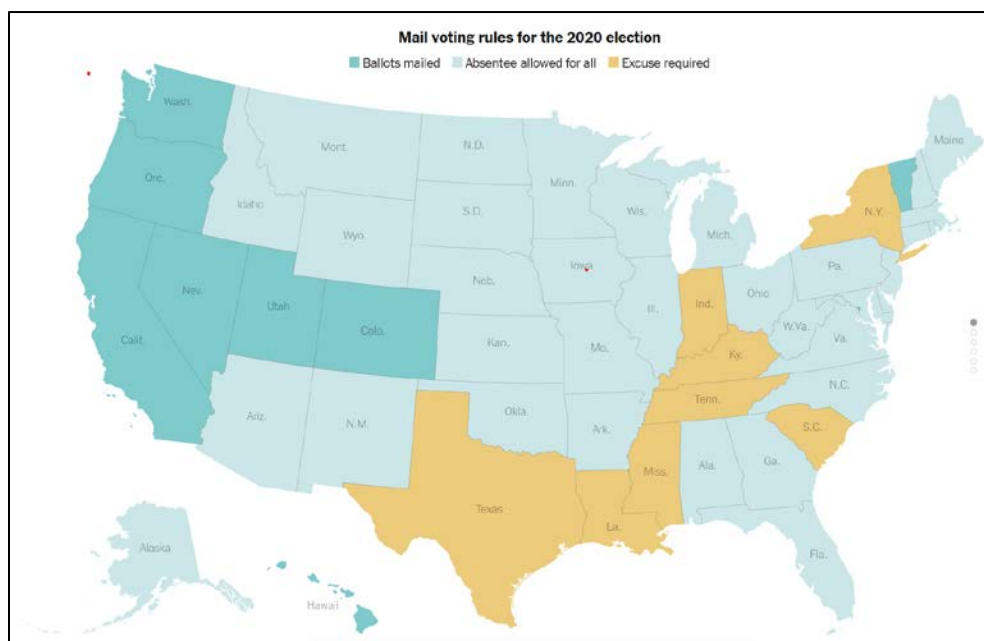 Mail voting rules for the 2020 election
Ballots mailed Absentee allowed for all Excuse required
Wash.
Maine
Mont.
N.D.
Minn.
Ore.
Idaho
Wis.
N.Y.
S.D.
Mich.
Wyo.
Iowa
Pa.
Neb.
Nev.
Utah
Ohio
Ill.
Ind.
Colo.
W.Va.
Calif.
Kan.
Mo.
Va.
Ky.
N.C.
Tenn.
Okla.
Ariz.
N.M.
Ark.
S.C.
Miss.
Ala.
Ga.
Texas
La.
Alaska
Fla.
Hawaii